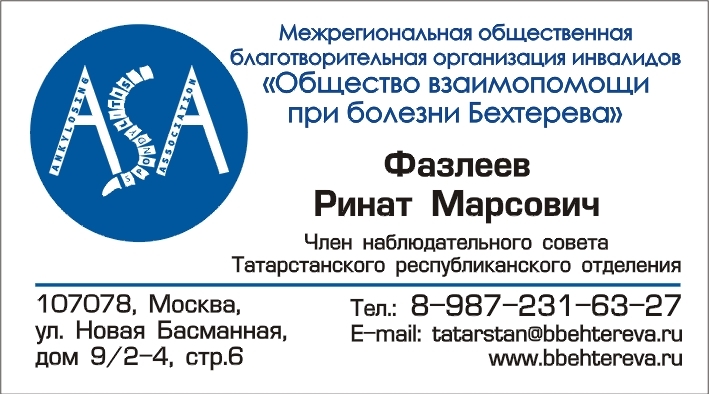 ASA
ANKYLOSING
SPONDYLITIS
ASSOCIATION
Межрегиональная общественная
благотворительная организация инвалидов
«Общество взаимопомощи
при болезни Бехтерева»
Фазлеев
Ринат Марсович
Член наблюдательного совета
Татарстанского республиканского отделения
107078, Москва,
ул. Новая Басманная,
дом 9/2-4, стр.6
Тел.: 8-987-231-63-27
E-mail: tatarstan@bbehtereva.ru
www.bbehtereva.ru